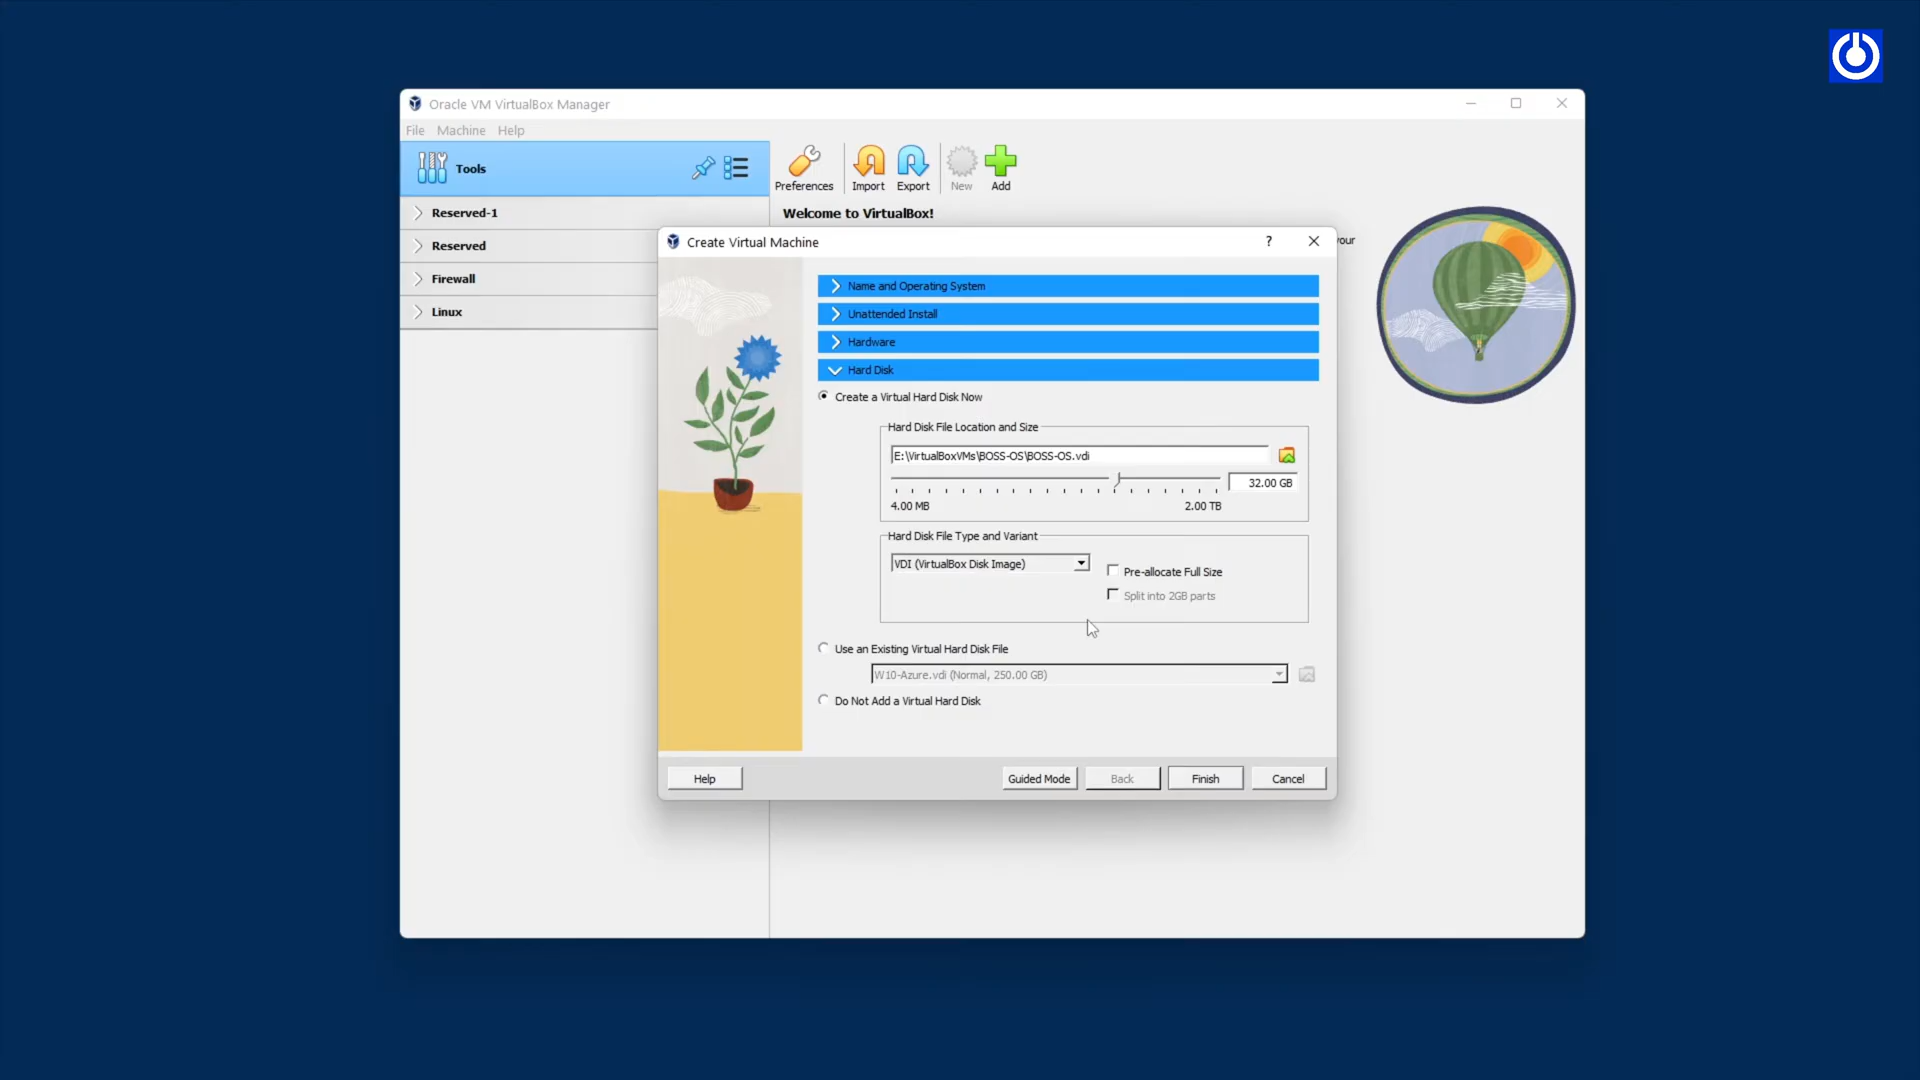 Oracle VM VirtualBox Manager
File Machine Help
Tools
Preferences Import Export New Add
Reserved-1
Welcome to VirtualBox!
Reserved
Firewall
Linux
Create Virtual Machine
?
your
Name and Operating System
Unattended Install
Hardware
Hard Disk
Create a Virtual Hard Disk Now
Hard Disk File Location and Size
E:\VirtualBoxVMs\BOSS-OS\BOSS-OS.vdi
32.00 GB
4.00 MB 2.00 TB
Hard Disk File Type and Variant
VDI (VirtualBox Disk Image)
Pre-allocate Full Size
Split into 2GB parts
Use an Existing Virtual Hard Disk File
W10-Azure.vdi (Normal, 250.00 GB)
Do Not Add a Virtual Hard Disk
Help Guided Mode Back Finish Cancel